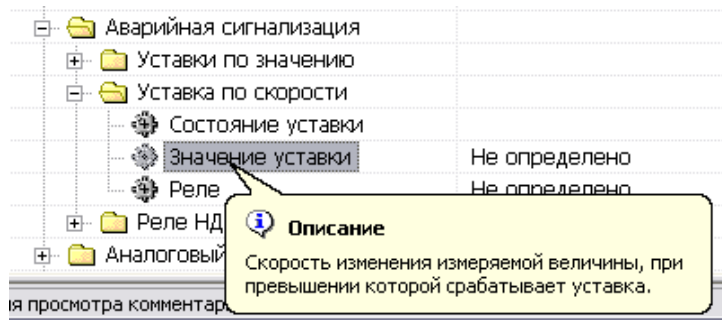 Аварийная сигнализация
Уставки по значению
Уставка по скорости
Состояние уставки
Значение уставки Не определено
Реле Не определено
Реле НД
Аналоговый
Описание
Скорость изменения измеряемой величины, при
превышении которой срабатывает уставка.
просмотра